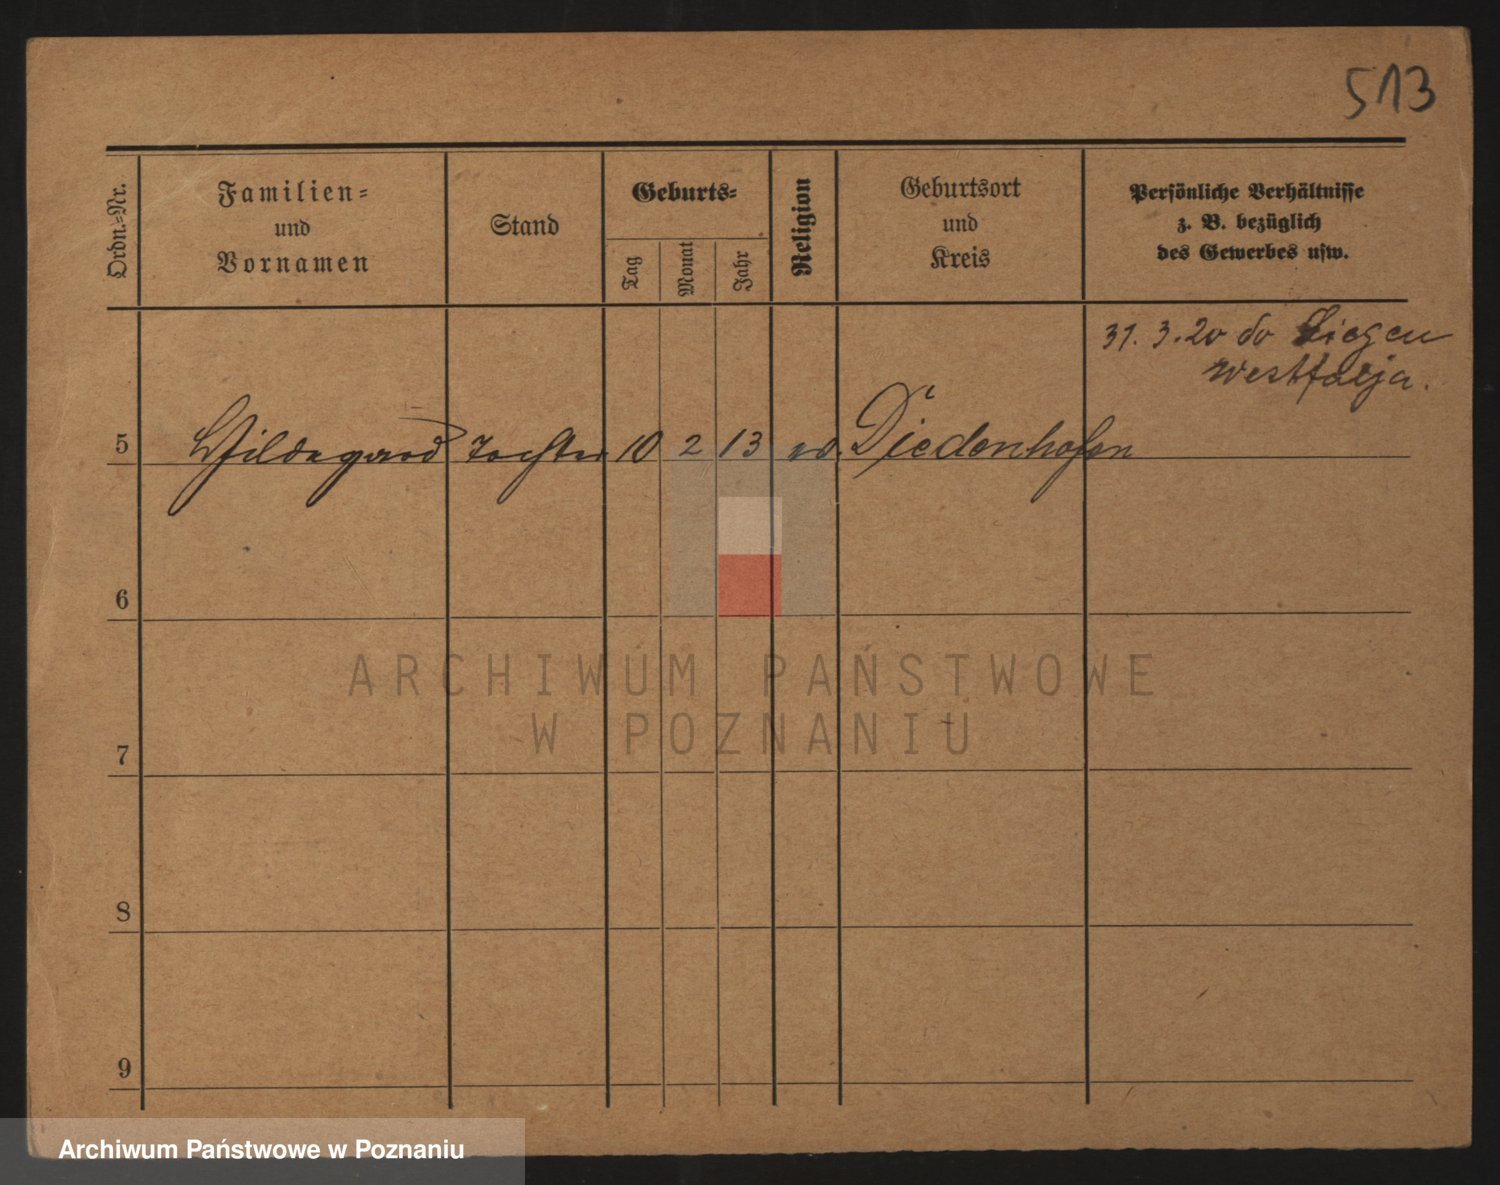 513
Ordn.-Nr.
Familien-
und
Vornamen
Stand
Geburts-
Tag
Monat
Jahr
Religion
Geburtsort
und
Kreis
Persönliche Verhältnisse
z. B. bezüglich
des Gewerbes usw.
31. 3. 20 do Siegen
Westfalja.
5 Hildegard Tochter 10 2 13 Diedenhofen
6
ARCHIWUM PAŃSTWOWE
W POZNANIU
7
8
9
Archiwum Państwowe w Poznaniu